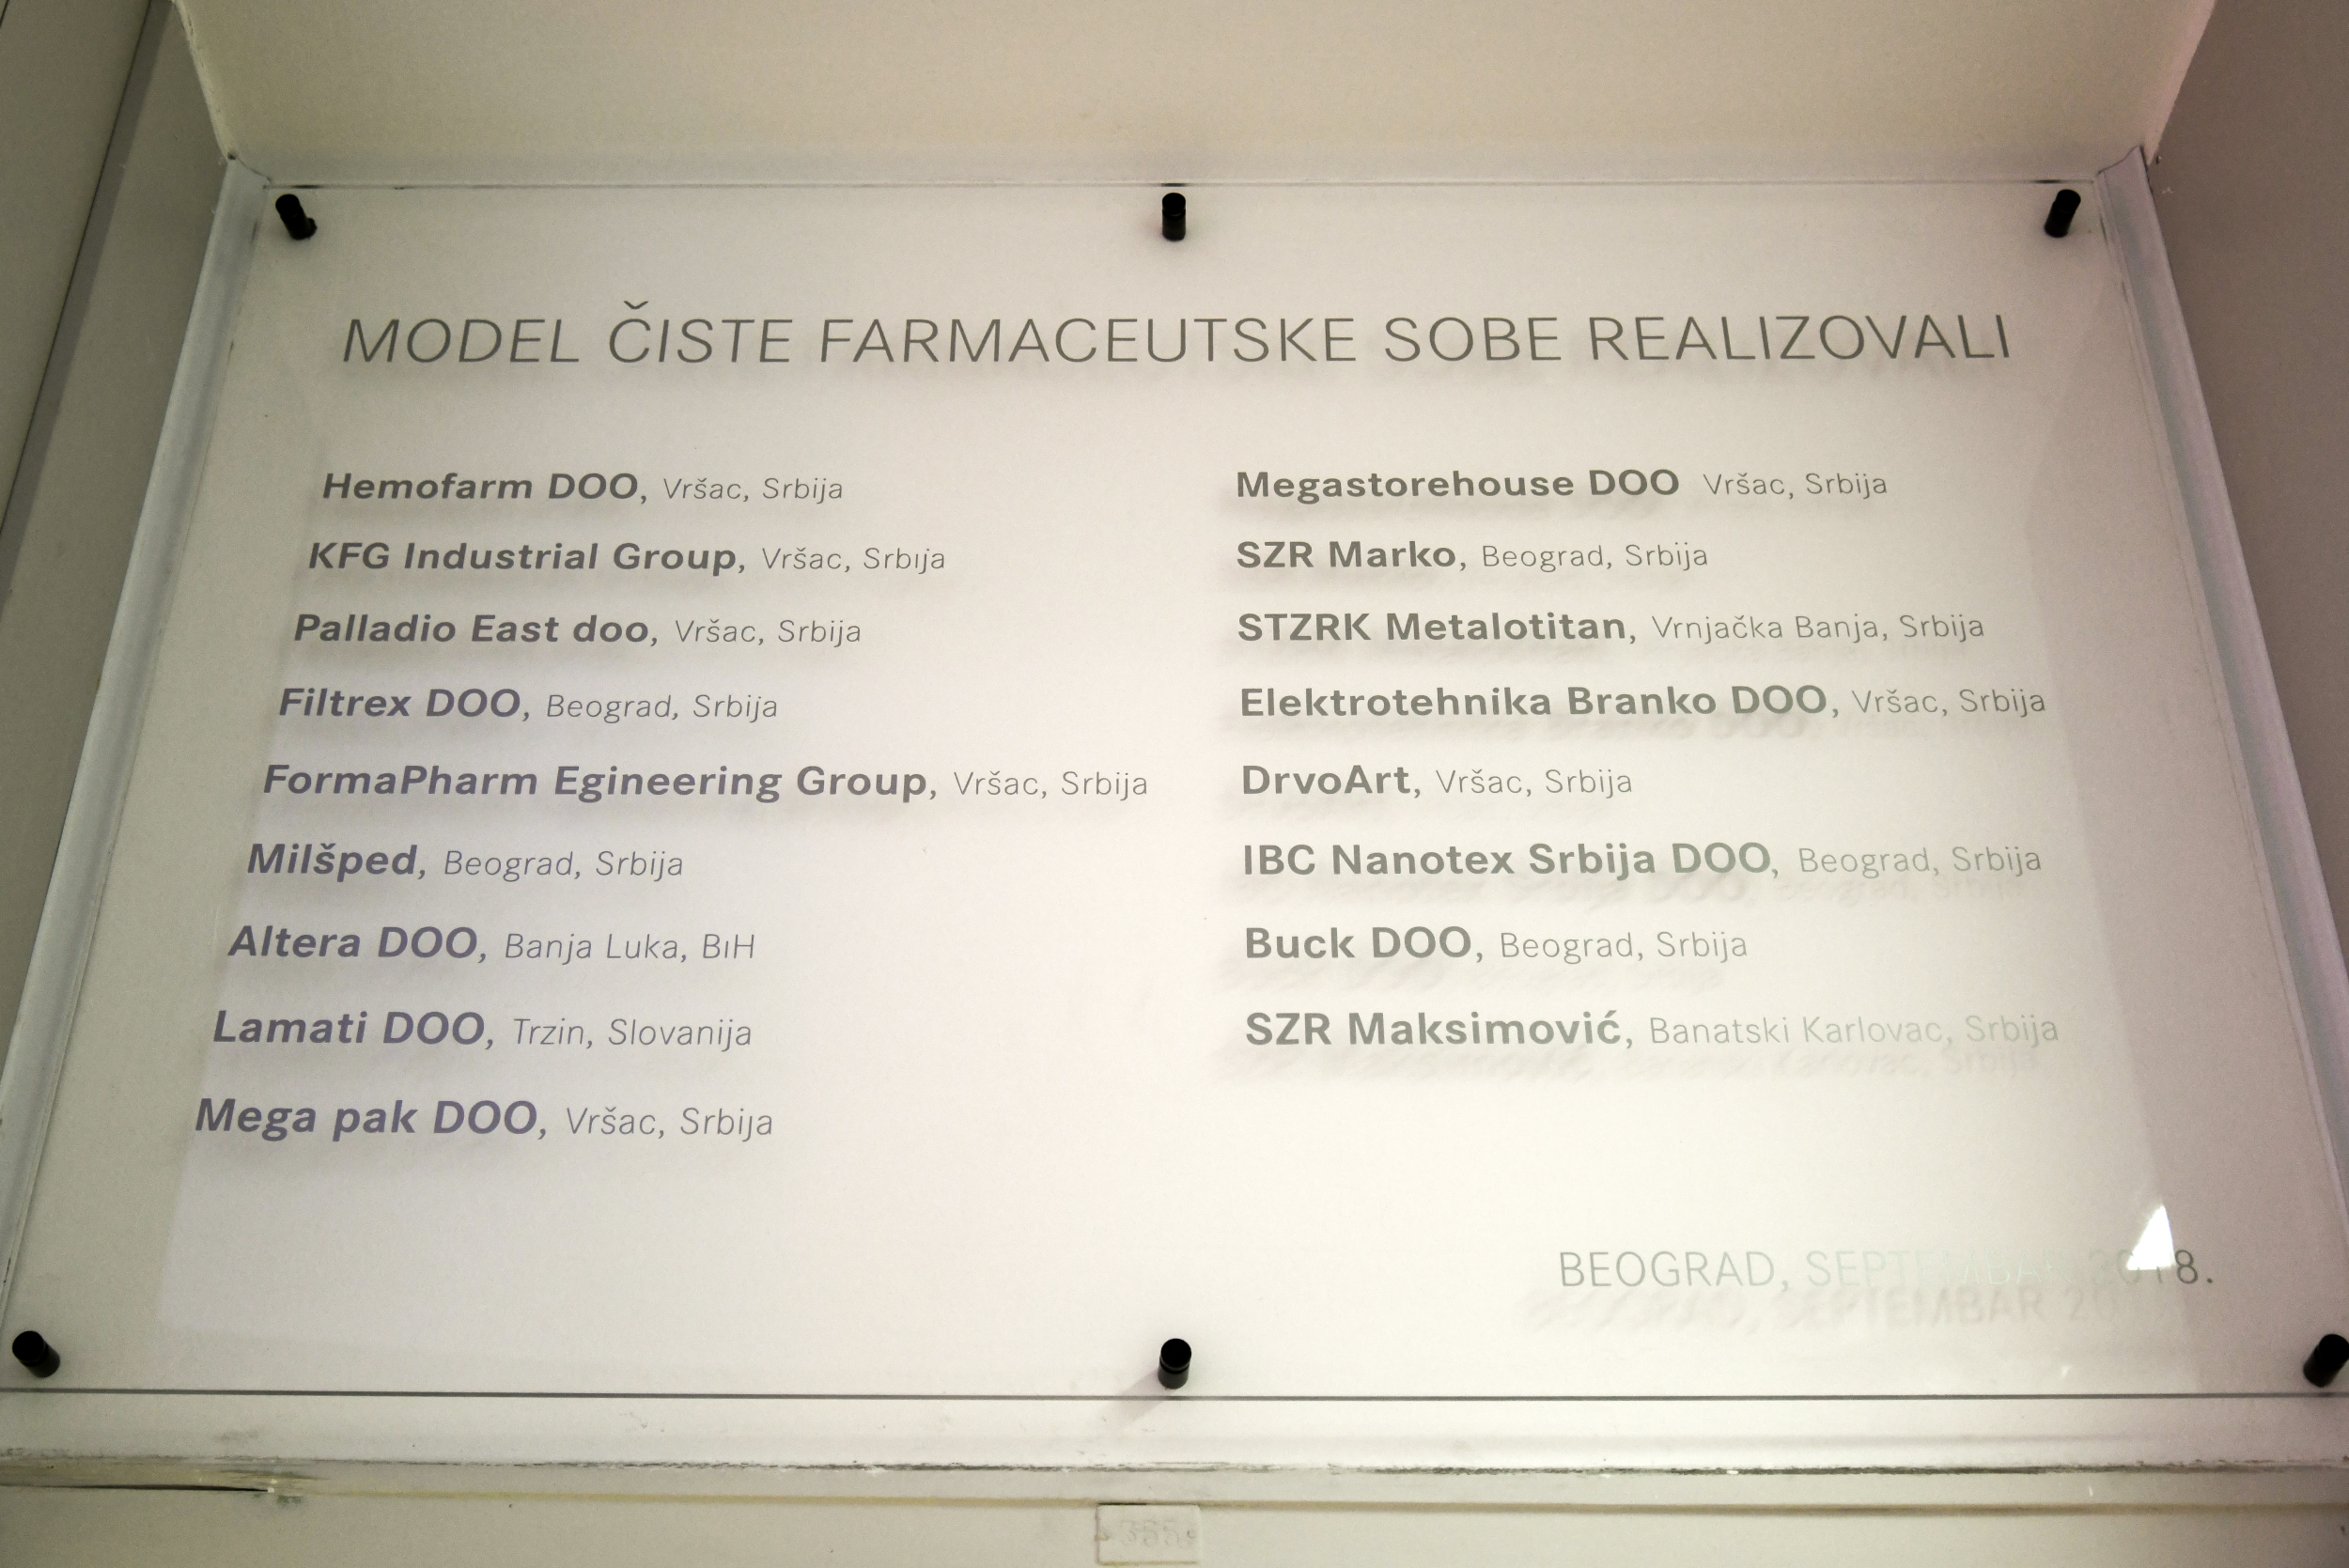 MODEL ČISTE FARMACEUTSKE SOBE REALIZOVALI
Hemofarm DOO, Vršac, Srbija
KFG Industrial Group, Vršac, Srbija
Palladio East doo, Vršac, Srbija
Filtrex DOO, Beograd, Srbija
FormaPharm Egineering Group, Vršac, Srbija
Milšped, Beograd, Srbija
Altera DOO, Banja Luka, BiH
Lamati DOO, Trzin, Slovanija
Mega pak DOO, Vršac, Srbija
Megastorehouse DOO Vršac, Srbija
SZR Marko, Beograd, Srbija
STZRK Metalotitan, Vrnjačka Banja, Srbija
Elektrotehnika Branko DOO, Vršac, Srbija
DrvoArt, Vršac, Srbija
IBC Nanotex Srbija DOO, Beograd, Srbija
Buck DOO, Beograd, Srbija
SZR Maksimović, Banatski Karlovac, Srbija
BEOGRAD, SEPTEMBAR 2018.